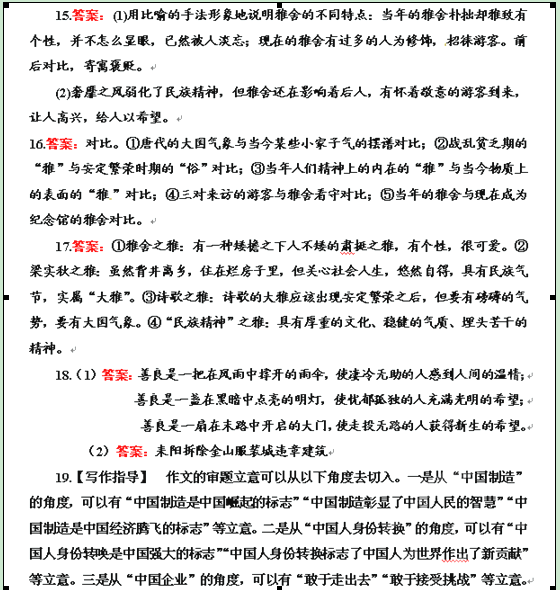 15.答案：(1)用比喻的手法形象地说明雅舍的不同特点：当年的雅舍朴拙却雅致有
个性，并不怎么显眼，已然被人淡忘；现在的雅舍有过多的人为修饰，招徕游客。前
后对比，寄寓褒贬。
(2)奢靡之风弱化了民族精神，但雅舍还在影响着后人，有怀着敬意的游客到来，
让人高兴，给人以希望。
16.答案：对比。①唐代的大国气象与当今某些小家子气的摆谱对比；②战乱贫乏期的
“雅”与安定繁荣时期的“俗”对比；③当年人们精神上的内在的“雅”与当今物质上
的表面的“雅”对比；④三对来访的游客与雅舍看守对比；⑤当年的雅舍与现在成为
纪念馆的雅舍对比。
17.答案：①雅舍之雅：有一种矮檐之下人不矮的肃挺之雅，有个性，很可爱。②
梁实秋之雅：虽然背井离乡，住在烂房子里，但关心社会人生，悠然自得，具有民族气
节，实属“大雅”。③诗歌之雅：诗歌的大雅应该出现安定繁荣之后，但要有磅礴的气
势，要有大国气象。④“民族精神”之雅：具有厚重的文化、稳健的气质、埋头苦干的
精神。
18.（1）答案：善良是一把在风雨中撑开的雨伞，使凄冷无助的人感到人间的温情；
善良是一盏在黑暗中点亮的明灯，使忧郁孤独的人充满光明的希望；
善良是一扇在末路中开启的大门，使走投无路的人获得新生的希望。
（2）答案：耒阳拆除金山服装城违章建筑
19.【写作指导】 作文的审题立意可以从以下角度去切入。一是从“中国制造”
的角度，可以有“中国制造是中国崛起的标志”“中国制造彰显了中国人民的智慧”“中
国制造是中国经济腾飞的标志”等立意。二是从“中国人身份转换”的角度，可以有“中
国人身份转唤是中国强大的标志”“中国人身份转换标志了中国人为世界作出了新贡献”
等立意。三是从“中国企业”的角度，可以有“敢于走出去”“敢于接受挑战”等立意。